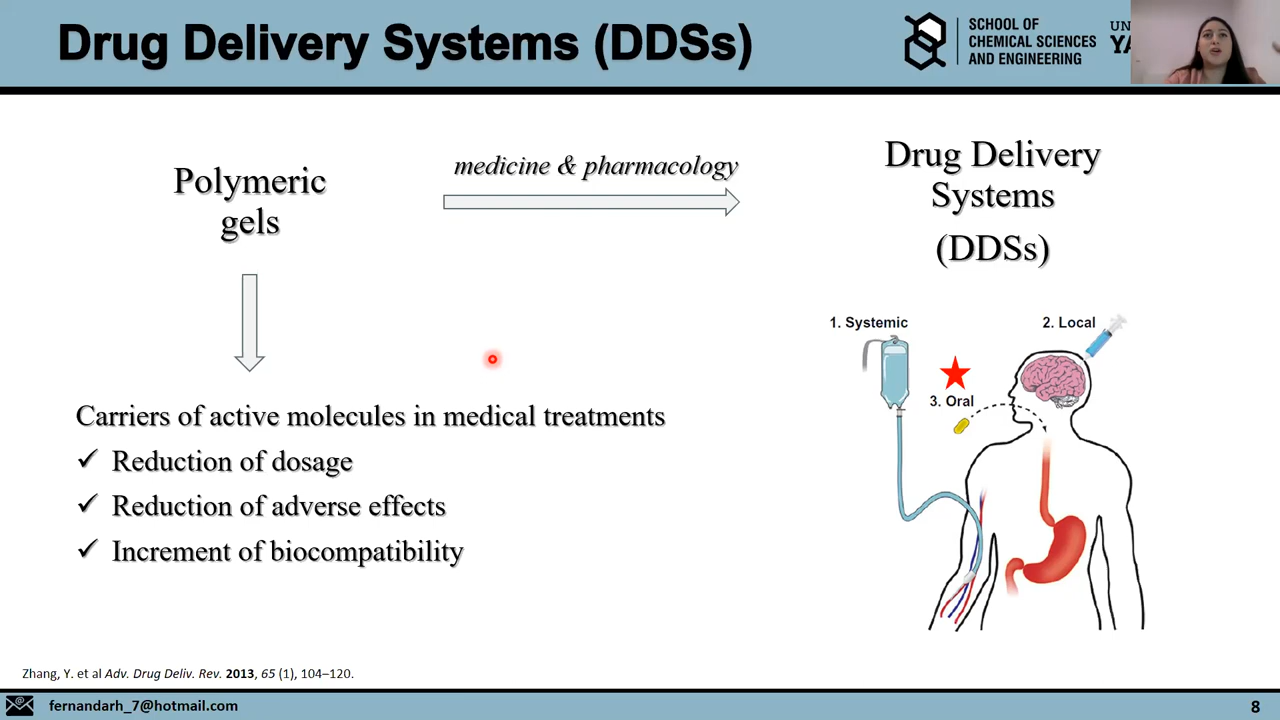 Drug Delivery Systems (DDSs)
SCHOOL OF
CHEMICAL SCIENCES
AND ENGINEERING
Polymeric
gels
medicine & pharmacology
Drug Delivery
Systems
(DDSs)
1. Systemic
2. Local
3. Oral
Carriers of active molecules in medical treatments
✓ Reduction of dosage
✓ Reduction of adverse effects
✓ Increment of biocompatibility
Zhang, Y. et al Adv. Drug Deliv. Rev. 2013, 65 (1), 104–120.
fernandarh_7@hotmail.com
8